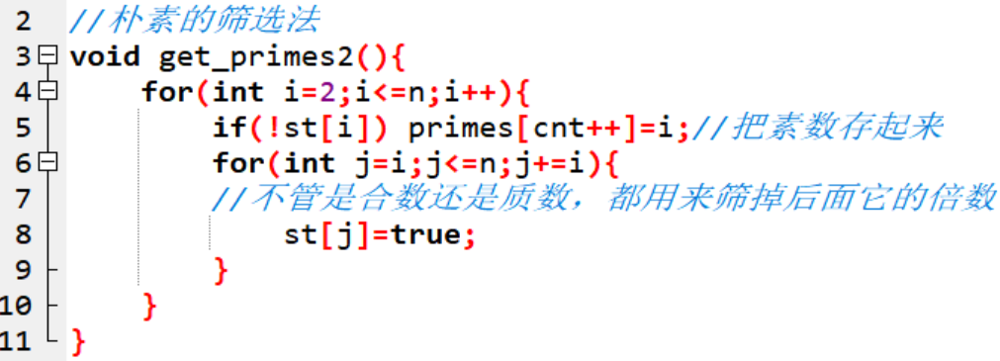 2 //朴素的筛选法
3 void get_primes2(){
4 for(int i=2;i<=n;i++){
5 if(!st[i]) primes[cnt++]=i;//把素数存起来
6 for(int j=i;j<=n;j+=i){
7 //不管是合数还是质数，都用来筛掉后面它的倍数
8 st[j]=true;
9 }
10 }
11 }